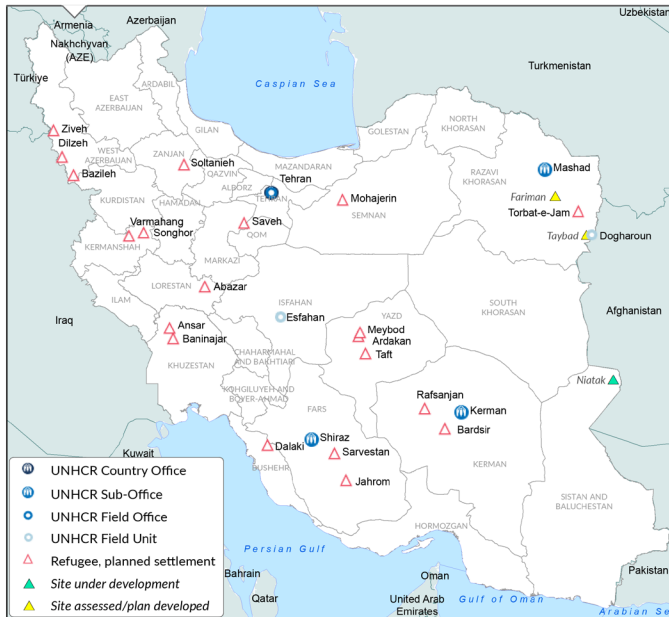 Armenia
Azerbaijan
Uzbekistan
Nakhchyvan
(AZE)
Türkiye
Turkmenistan
Caspian Sea
ARDABIL
EAST
AZERBAIJAN
GILAN
NORTH
KHORASAN
GOLESTAN
Ziveh
Dilzeh
WEST
AZERBAIJAN
Bazileh
ZANJAN
Soltanieh
QAZVIN
MAZANDARAN
Tehran
ALBORZ
TEHRAN
RAZAVI
KHORASAN
Mashad
Fariman
Torbat-e-Jam
Mohajerin
SEMNAN
KURDISTAN
HAMADAN
Varmahang
Songhor
Saveh
QOM
Taybad
Dogharoun
KERMANSHAH
MARKAZI
LORESTAN
Abazar
ILAM
ISFAHAN
Esfahan
SOUTH
KHORASAN
Iraq
Afghanistan
YAZD
Meybod
Ardakan
Taft
Ansar
Baninajar
KHUZESTAN
CHAHARMAHAL
AND BAKHTIARI
KOHGILUYEH AND
BOYER-AHMAD
Niatak
FARS
Rafsanjan
Kerman
Bardsir
KERMAN
Shiraz
Dalaki
Sarvestan
Jahrom
BUSHEHR
Kuwait
SISTAN AND
BALUCHESTAN
HORMOZGAN
UNHCR Country Office
UNHCR Sub-Office
UNHCR Field Office
UNHCR Field Unit
Refugee, planned settlement
Site under development
Site assessed/plan developed
Persian Gulf
Bahrain
Qatar
Oman
United Arab
Emirates
Gulf of Oman
Pakistan
Arabian Se